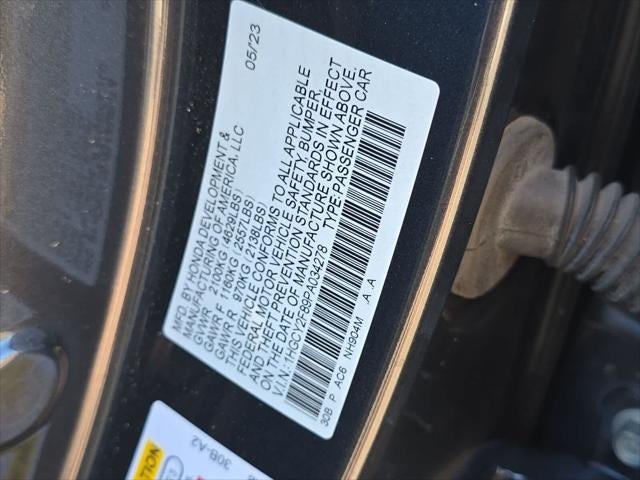 MFD. BY HONDA DEVELOPMENT &
MANUFACTURING OF AMERICA, LLC 05/23
GVWR 2100KG (4629LBS)
GAWR F 1160KG (2557LBS)
GAWR R 970KG (2138LBS)
THIS VEHICLE CONFORMS TO ALL APPLICABLE
FEDERAL MOTOR VEHICLE SAFETY, BUMPER,
AND THEFT PREVENTION STANDARDS IN EFFECT
ON THE DATE OF MANUFACTURE SHOWN ABOVE.
V.I.N.: 1HGCY2F89PA034278 TYPE: PASSENGER CAR
30B P AC6 NH904M A A
30B-A2